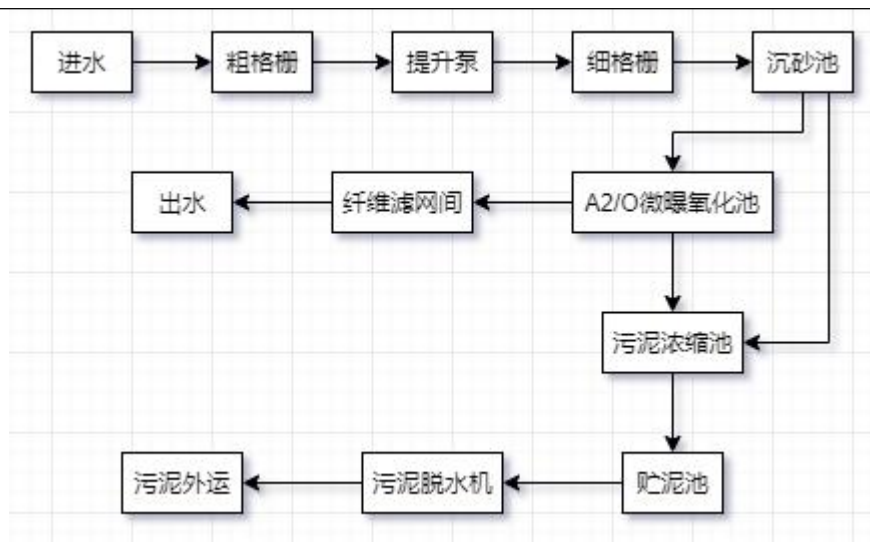 进水
粗格栅
提升泵
细格栅
沉砂池
出水
纤维滤网间
A2/O微曝氧化池
污泥浓缩池
污泥外运
污泥脱水机
贮泥池